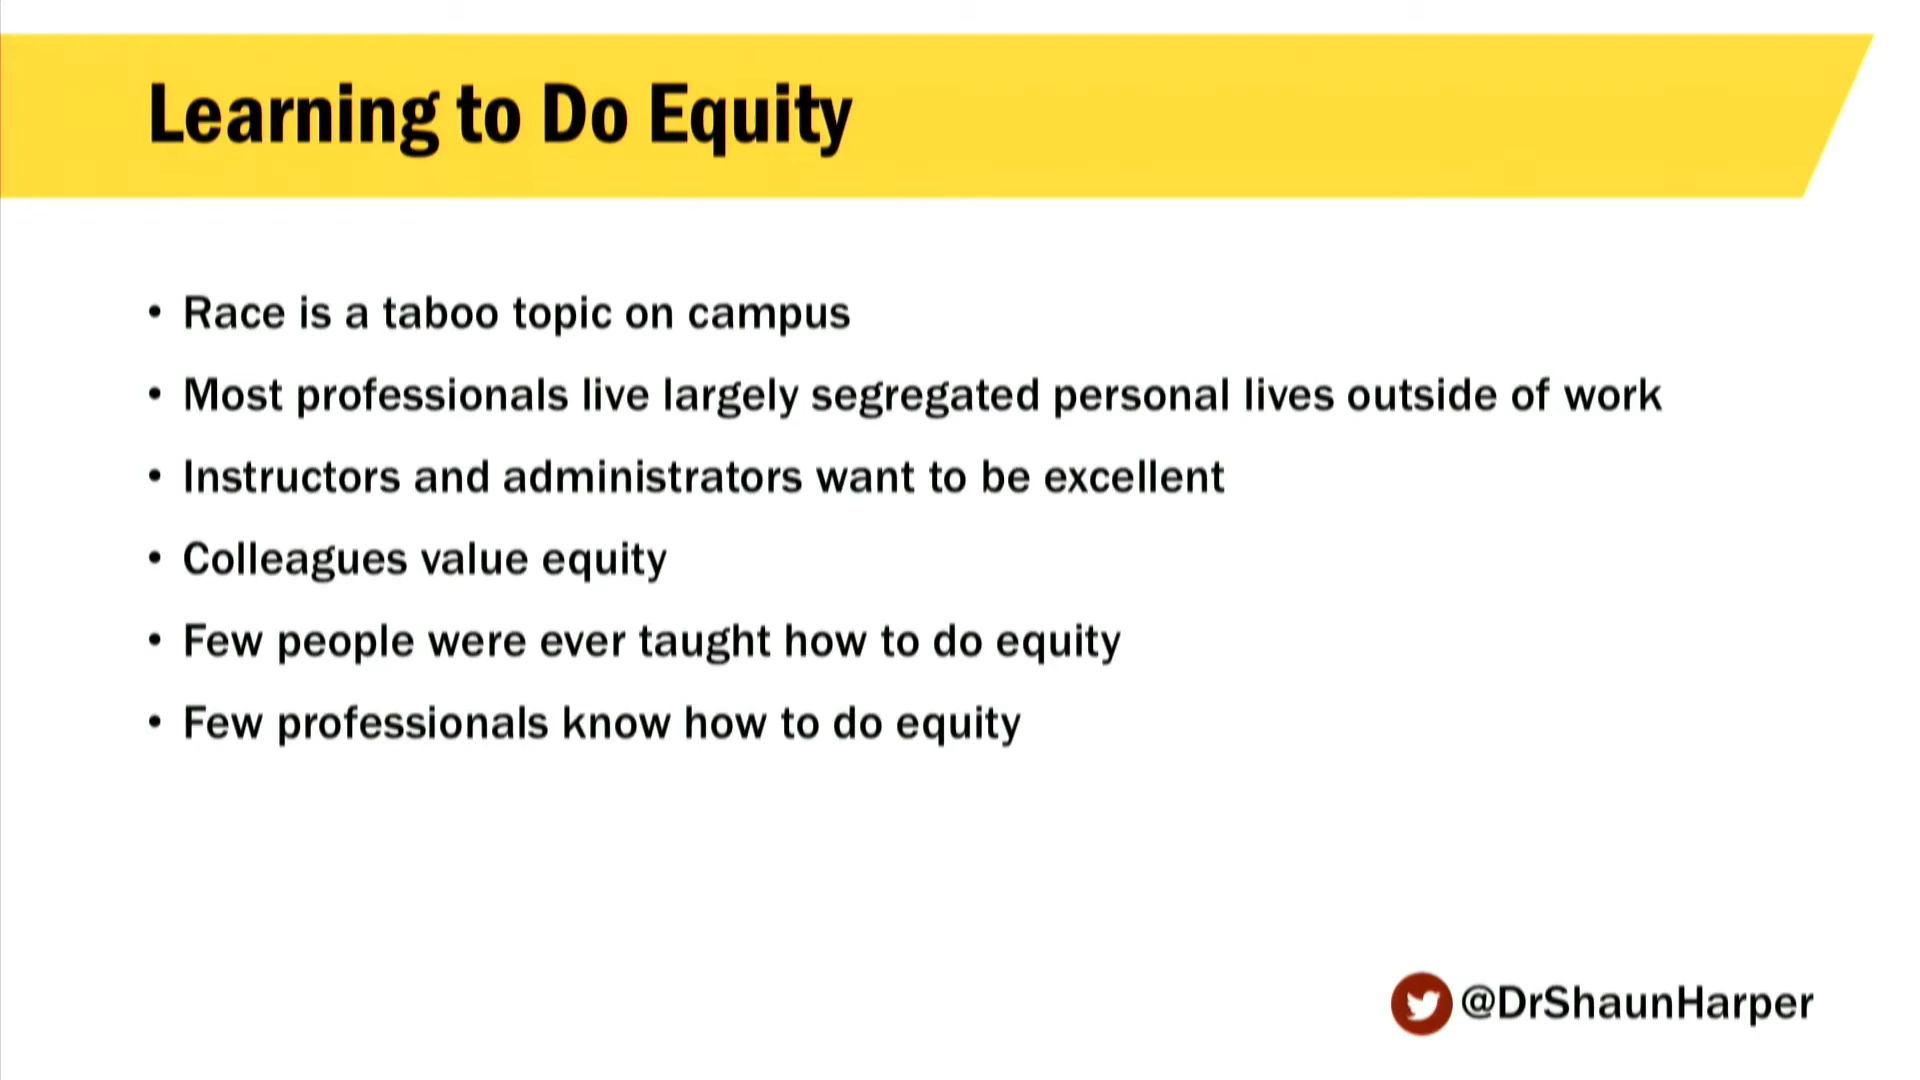 Learning to Do Equity
• Race is a taboo topic on campus
• Most professionals live largely segregated personal lives outside of work
• Instructors and administrators want to be excellent
• Colleagues value equity
• Few people were ever taught how to do equity
• Few professionals know how to do equity
@DrShaunHarper